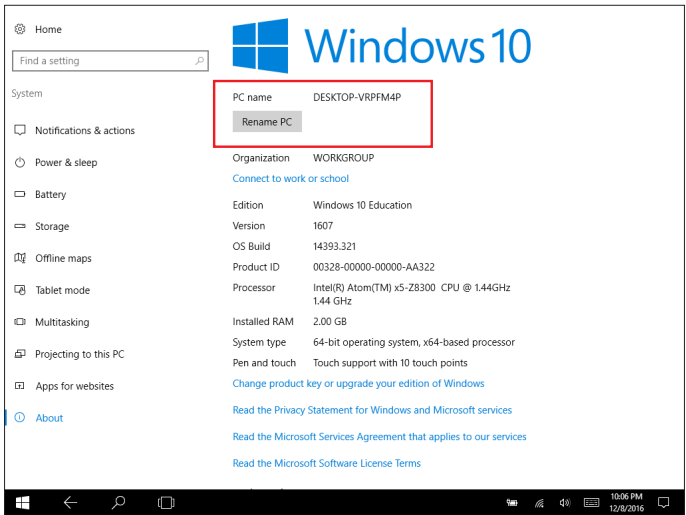 Home
Find a setting
System
Notifications & actions
Power & sleep
Battery
Storage
Offline maps
Tablet mode
Multitasking
Projecting to this PC
Apps for websites
About
Windows 10
PC name DESKTOP-VRPFM4P
Rename PC
Organization WORKGROUP
Connect to work or school
Edition Windows 10 Education
Version 1607
OS Build 14393.321
Product ID 00328-00000-00000-AA322
Processor Intel(R) Atom(TM) x5-Z8300 CPU @ 1.44GHz
1.44 GHz
Installed RAM 2.00 GB
System type 64-bit operating system, x64-based processor
Pen and touch Touch support with 10 touch points
Change product key or upgrade your edition of Windows
Read the Privacy Statement for Windows and Microsoft services
Read the Microsoft Services Agreement that applies to our services
Read the Microsoft Software License Terms
10:06 PM
12/8/2016